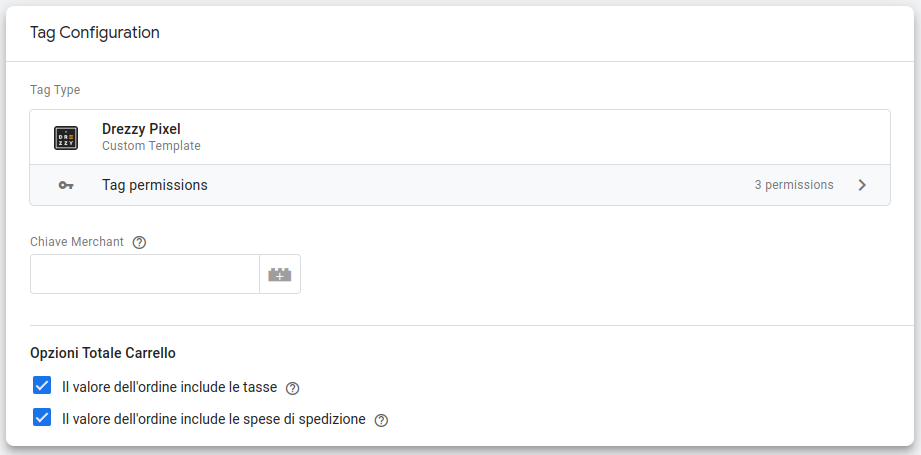 Tag Configuration
Tag Type
DRE
ZZY
Drezzy Pixel
Custom Template
Tag permissions
3 permissions
Chiave Merchant
Opzioni Totale Carrello
Il valore dell'ordine include le tasse
Il valore dell'ordine include le spese di spedizione